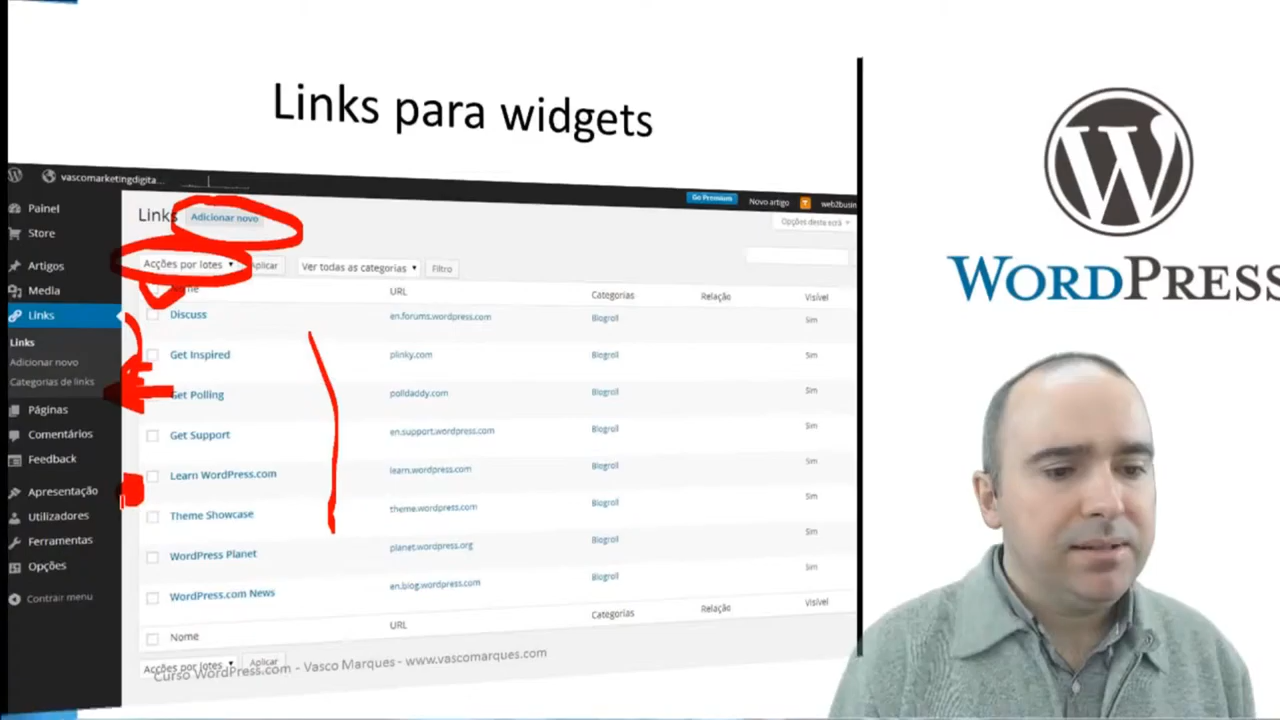 Links para widgets
vascomarketingdigita...
Go Premium
Novo artigo
web2busin
Painel
Store
Artigos
Media
Links
Links
Adicionar novo
Categorias de links
Páginas
Comentários
Feedback
Apresentação
Utilizadores
Ferramentas
Opções
Contrair menu
Links Adicionar novo
Opções deste ecrã
Acções por lotes Aplicar Ver todas as categorias Filtro
Nome URL Categorias Relação Visível
Discuss en.forums.wordpress.com Blogroll Sim
Get Inspired plinky.com Blogroll Sim
Get Polling polldaddy.com Blogroll Sim
Get Support en.support.wordpress.com Blogroll Sim
Learn WordPress.com learn.wordpress.com Blogroll Sim
Theme Showcase theme.wordpress.com Blogroll Sim
WordPress Planet planet.wordpress.org Blogroll Sim
WordPress.com News en.blog.wordpress.com Blogroll Sim
Nome URL Categorias Relação Visível
Acções por lotes Aplicar
Curso WordPress.com - Vasco Marques - www.vascomarques.com
W
WORDPRESS